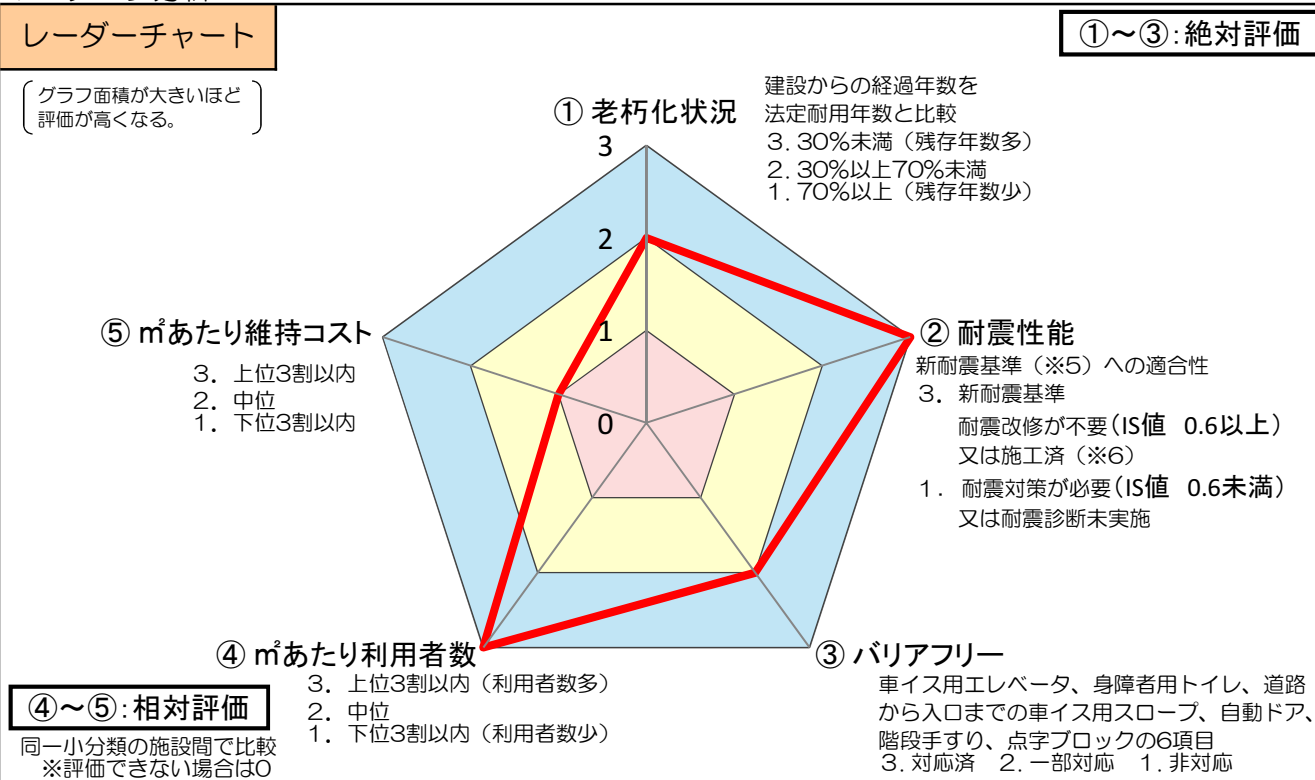 レーダーチャート
グラフ面積が大きいほど
評価が高くなる。
①～③:絶対評価
① 老朽化状況
建設からの経過年数を
法定耐用年数と比較
３. 30%未満（残存年数多）
２. 30%以上70%未満
１. 70%以上（残存年数少）
3
2
1
0
② 耐震性能
新耐震基準（※5）への適合性
３. 新耐震基準
耐震改修が不要(IS値 0.6以上)
又は施工済（※6）
１. 耐震対策が必要(IS値 0.6未満)
又は耐震診断未実施
⑤ ㎡あたり維持コスト
３. 上位3割以内
２. 中位
１. 下位3割以内
④ ㎡あたり利用者数
３. 上位3割以内（利用者数多）
２. 中位
１. 下位3割以内（利用者数少）
③ バリアフリー
車イス用エレベータ、身障者用トイレ、道路
から入口までの車イス用スロープ、自動ドア、
階段手すり、点字ブロックの6項目
３. 対応済 ２. 一部対応 １. 非対応
④～⑤:相対評価
同一小分類の施設間で比較
※評価できない場合は0